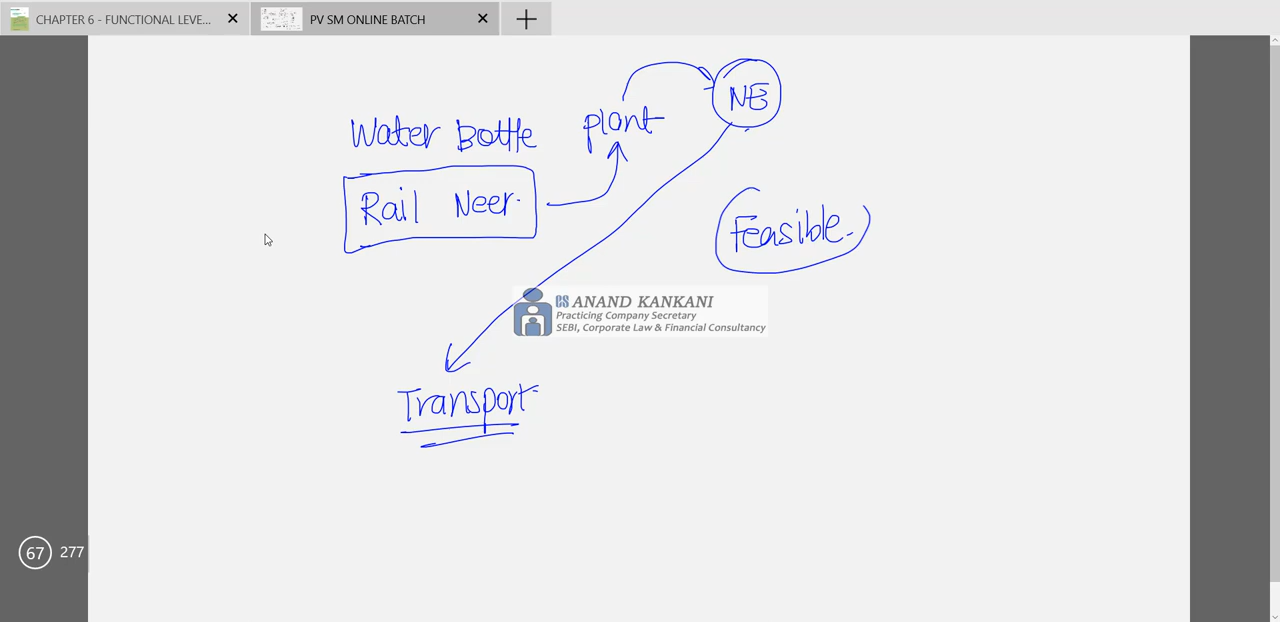 CHAPTER 6 - FUNCTIONAL LEVE...
PV SM ONLINE BATCH
NE
plant
Water Bottle
Rail Neer.
Feasible.
CS ANAND KANKANI
Practicing Company Secretary
SEBI, Corporate Law & Financial Consultancy
Transport
67 277